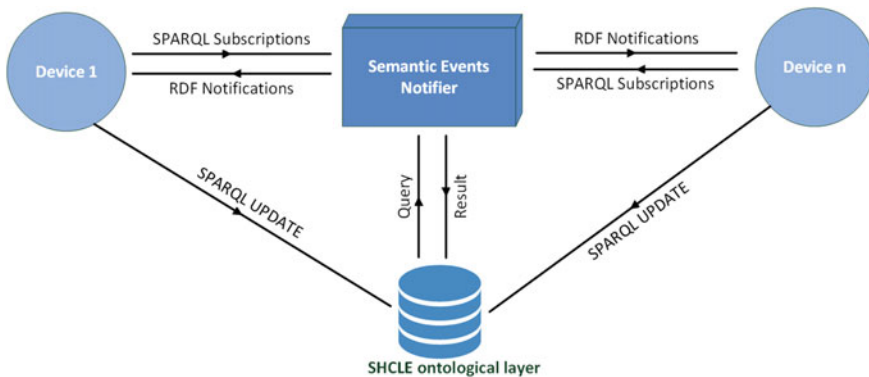 SPARQL Subscriptions
RDF Notifications
Device 1
Semantic Events
Notifier
Device n
RDF Notifications
SPARQL Subscriptions
SPARQL UPDATE
Query
Result
SPARQL UPDATE
SHCLE ontological layer